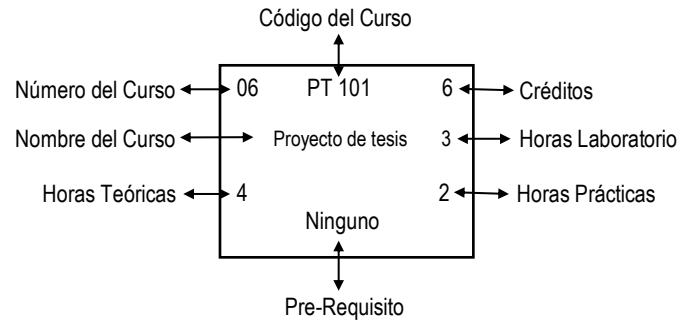 Código del Curso
Número del Curso 06 PT 101 6 Créditos
Nombre del Curso Proyecto de tesis 3 Horas Laboratorio
Horas Teóricas 4 2 Horas Prácticas
Ninguno
Pre-Requisito